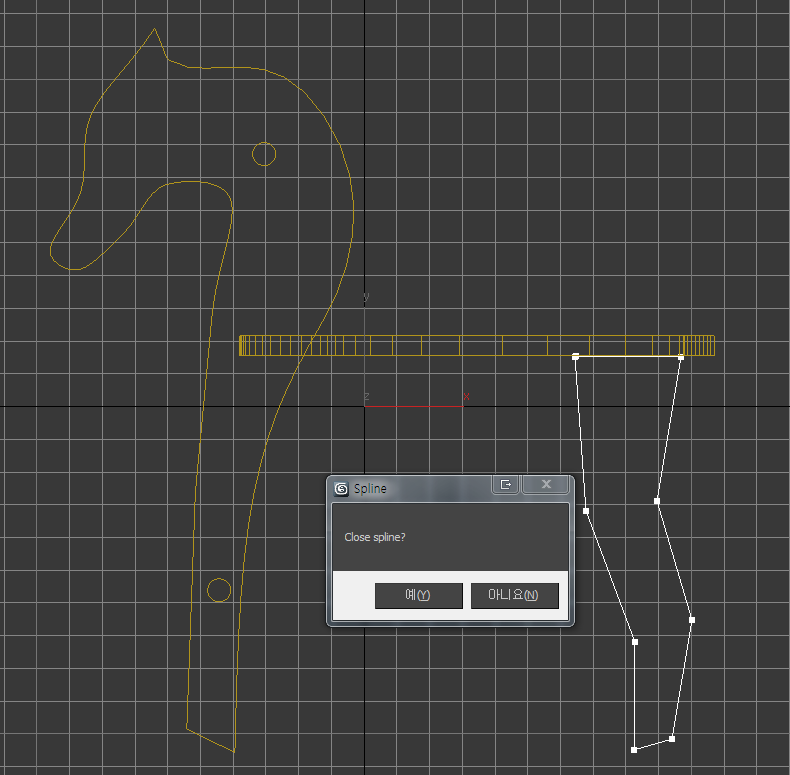 y
z
x
Spline
Close spline?
예(Y)
아니요(N)